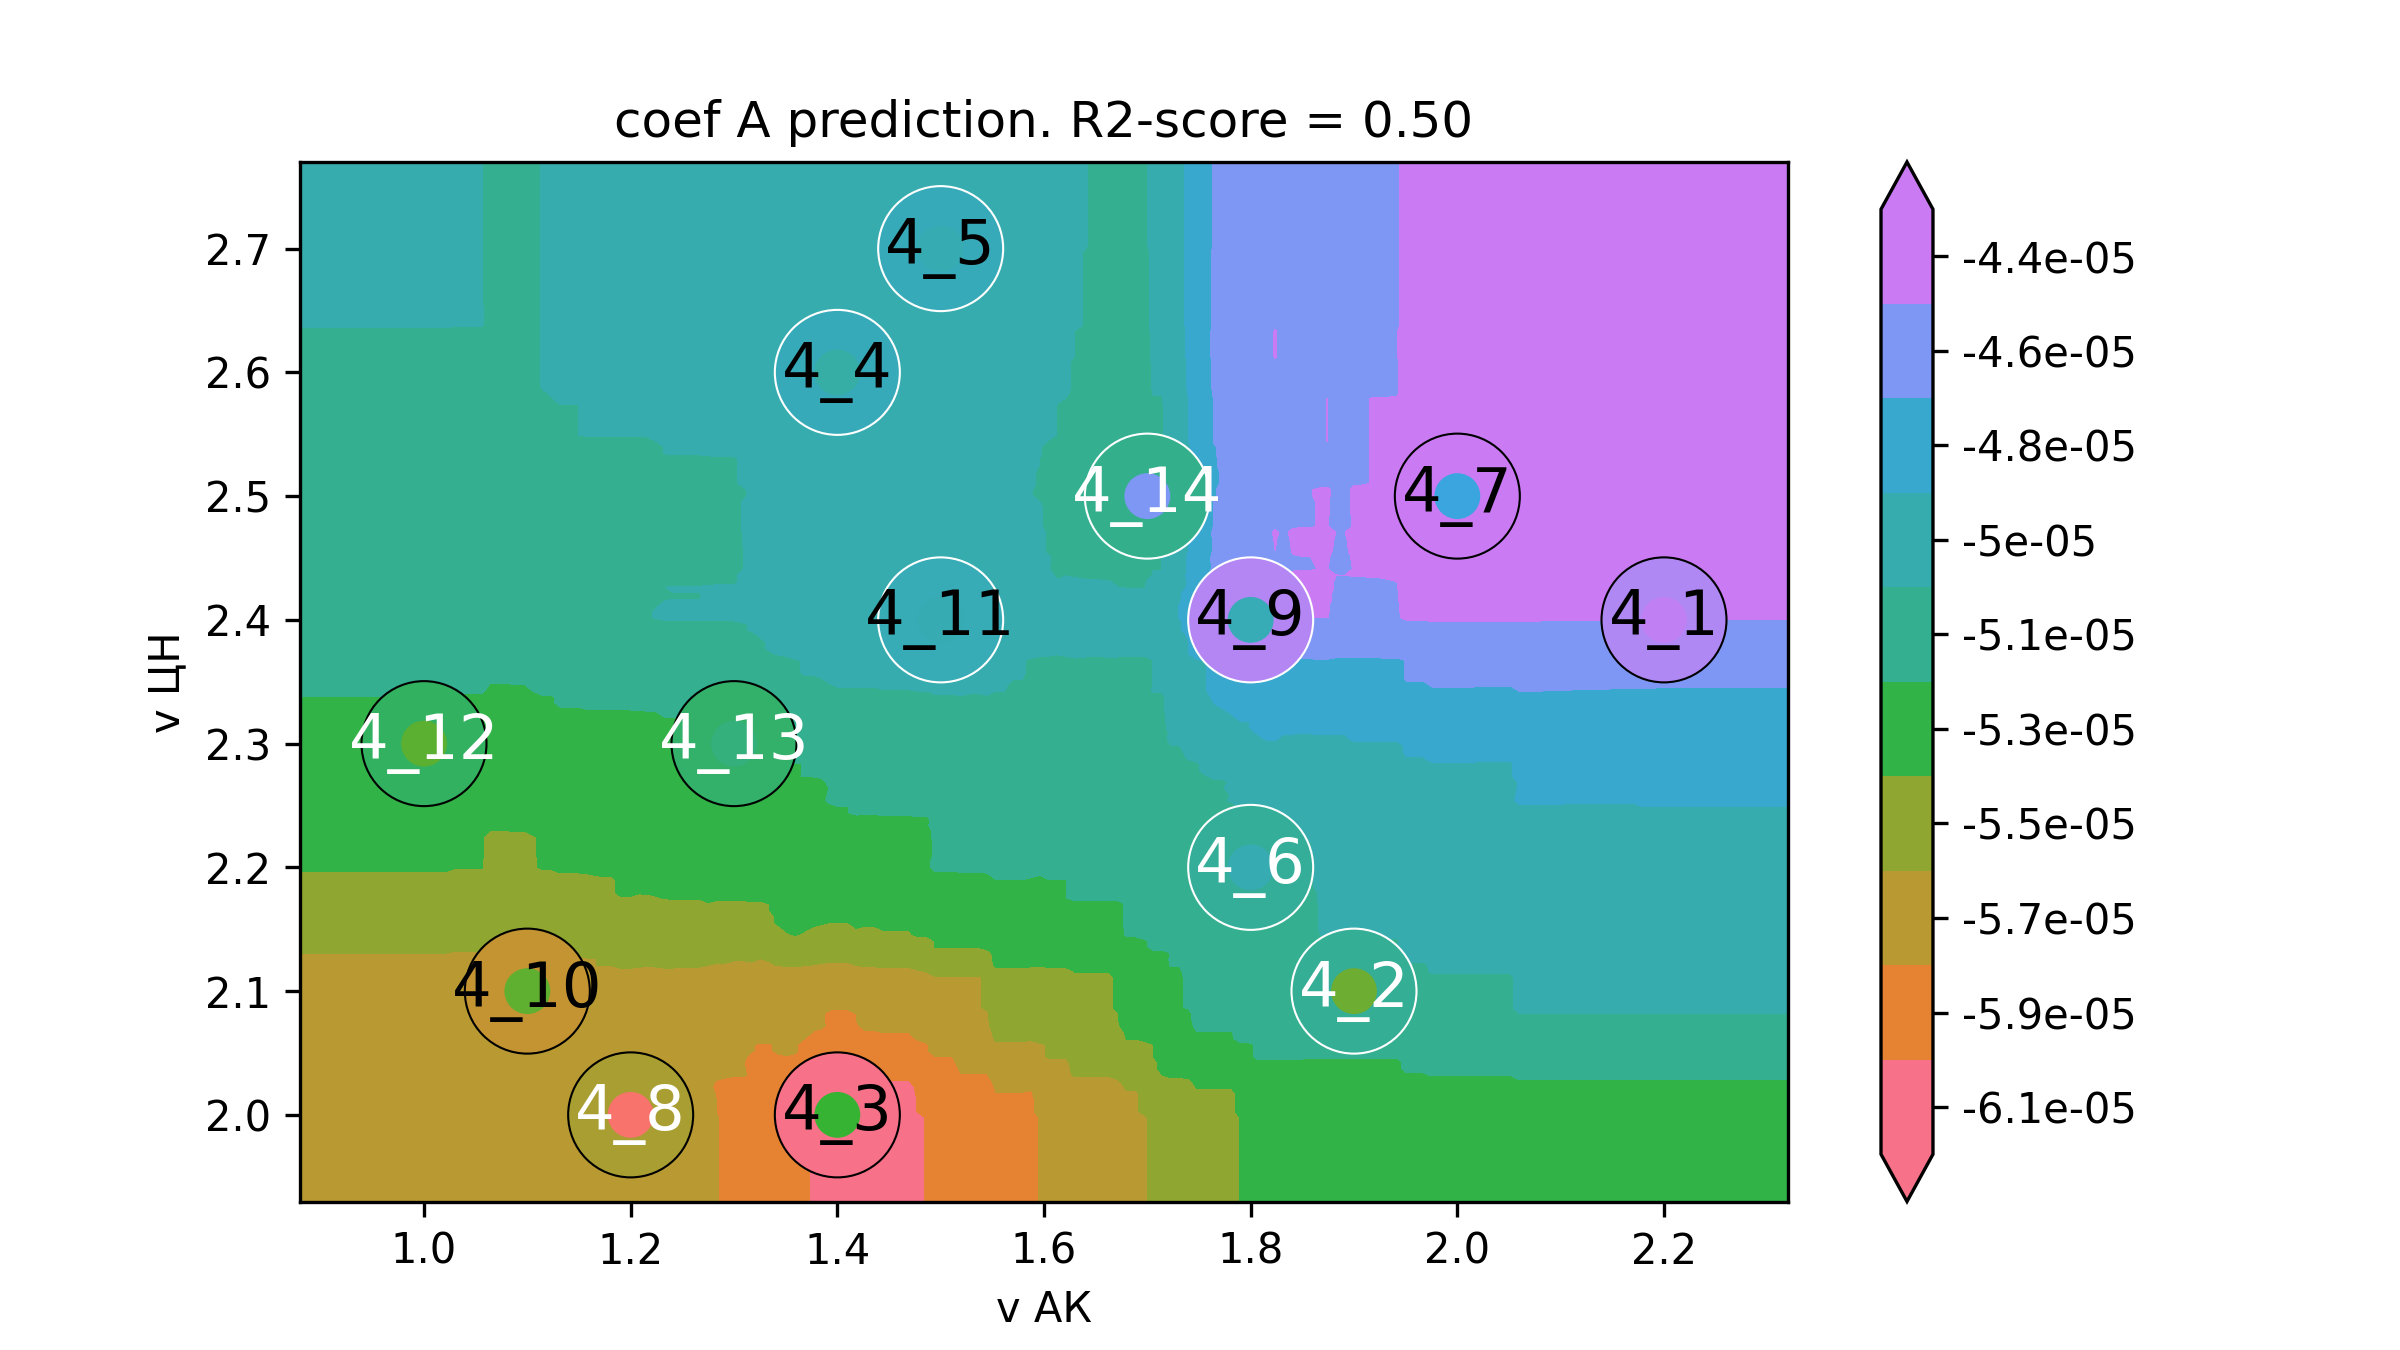 coef A prediction. R2-score = 0.50
v ЦН
2.7
2.6
2.5
2.4
2.3
2.2
2.1
2.0
4_5
4_4
4_14
4_7
4_11
4_9
4_1
4_12
4_13
4_6
4_10
4_2
4_8
4_3
1.0 1.2 1.4 1.6 1.8 2.0 2.2
v АК
-4.4e-05
-4.6e-05
-4.8e-05
-5e-05
-5.1e-05
-5.3e-05
-5.5e-05
-5.7e-05
-5.9e-05
-6.1e-05